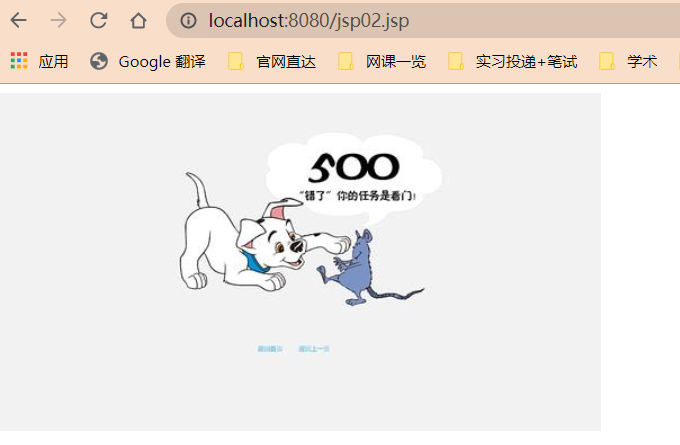 localhost:8080/jsp02.jsp
应用 Google 翻译 官网直达 网课一览 实习投递+笔试 学术
500
“错了”你的任务是看门!
返回首页 返回上一页